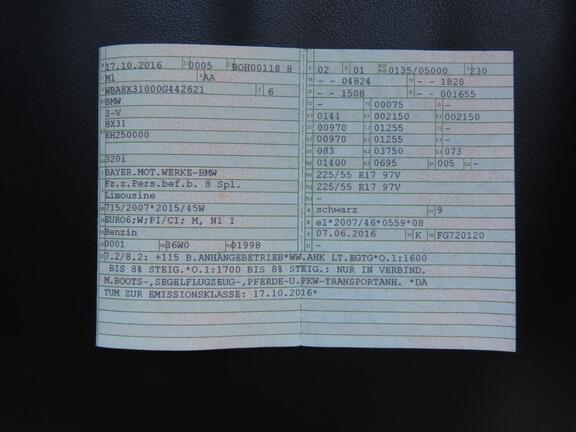 17.10.2016 0005 BOH00118 8
M1 AA
WBA8X31000G442621 6
BMW
3-V
8X31
6H250000
320i
BAYER.MOT.WERKE-BMW
Fz.z.Pers.bef.b. 8 Spl.
Limousine
715/2007*2015/45W
EURO6;W;PI/CI; M, N1 I
Benzin
0001 36W0 01998
02 01 0135/05000 230
- - 04824 - - 1828
- - 1508 - - 001655
- 00075 -
0141 002150 002150
00970 01255 -
00970 01255 -
083 03750 073
01400 0695 005 -
225/55 R17 97V
225/55 R17 97V
-
schwarz 9
e1*2007/46*0559*08
07.06.2016 K FG720120
-
7.2/8.2: +115 B.ANHÄNGEBETRIEB*WW.AHK LT.EGTG*O.1:1600
BIS 8% STEIG.*O.1:1700 BIS 8% STEIG.: NUR IN VERBIND.
M.BOOTS-,SEGELFLUGZEUG-,PFERDE-U.PKW-TRANSPORTANH. *DA
TUM ZUR EMISSIONSKLASSE: 17.10.2016*